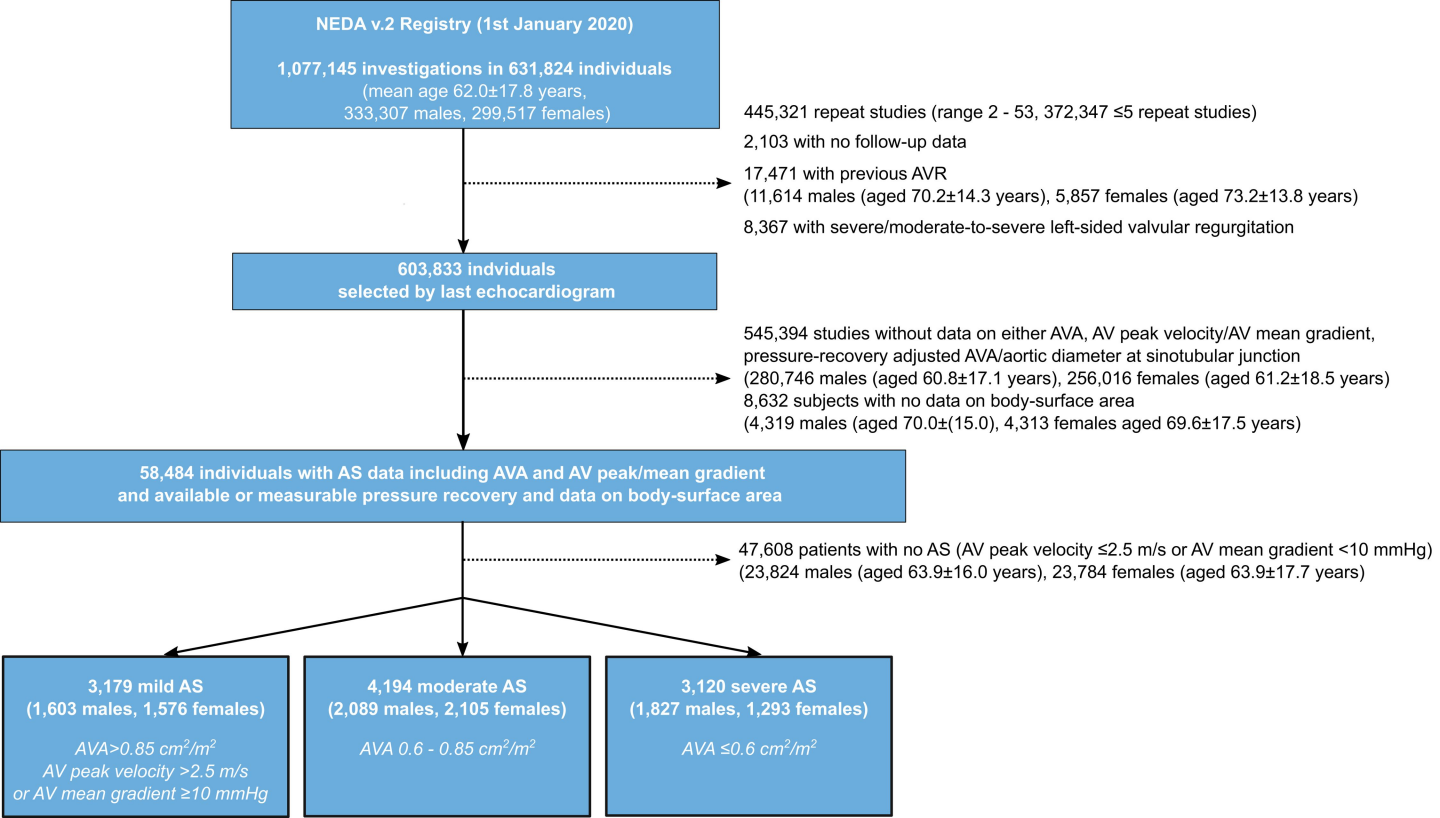 NEDA v.2 Registry (1st January 2020)
1,077,145 investigations in 631,824 individuals
(mean age 62.0±17.8 years,
333,307 males, 299,517 females)
445,321 repeat studies (range 2 - 53, 372,347 ≤5 repeat studies)
2,103 with no follow-up data
17,471 with previous AVR
(11,614 males (aged 70.2±14.3 years), 5,857 females (aged 73.2±13.8 years)
8,367 with severe/moderate-to-severe left-sided valvular regurgitation
603,833 indviduals
selected by last echocardiogram
545,394 studies without data on either AVA, AV peak velocity/AV mean gradient,
pressure-recovery adjusted AVA/aortic diameter at sinotubular junction
(280,746 males (aged 60.8±17.1 years), 256,016 females (aged 61.2±18.5 years)
8,632 subjects with no data on body-surface area
(4,319 males (aged 70.0±(15.0), 4,313 females aged 69.6±17.5 years)
58,484 individuals with AS data including AVA and AV peak/mean gradient
and available or measurable pressure recovery and data on body-surface area
47,608 patients with no AS (AV peak velocity ≤2.5 m/s or AV mean gradient <10 mmHg)
(23,824 males (aged 63.9±16.0 years), 23,784 females (aged 63.9±17.7 years)
3,179 mild AS
(1,603 males, 1,576 females)
AVA>0.85 cm²/m²
AV peak velocity >2.5 m/s
or AV mean gradient ≥10 mmHg
4,194 moderate AS
(2,089 males, 2,105 females)
AVA 0.6 - 0.85 cm²/m²
3,120 severe AS
(1,827 males, 1,293 females)
AVA ≤0.6 cm²/m²